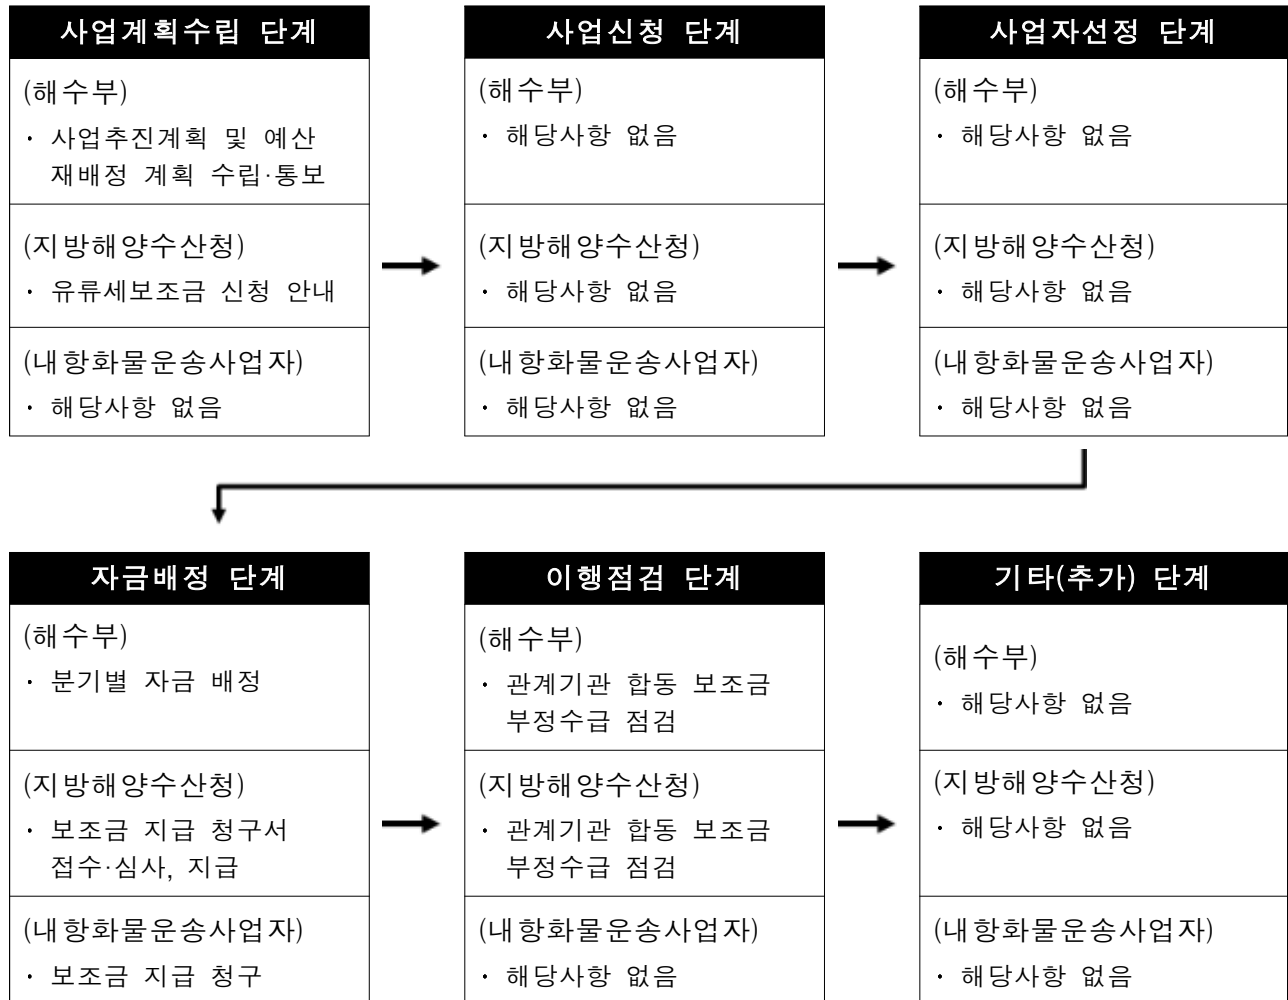 사업계획수립 단계
(해수부)
· 사업추진계획 및 예산
재배정 계획 수립·통보
(지방해양수산청)
· 유류세보조금 신청 안내
(내항화물운송사업자)
· 해당사항 없음
사업신청 단계
(해수부)
· 해당사항 없음
(지방해양수산청)
· 해당사항 없음
(내항화물운송사업자)
· 해당사항 없음
사업자선정 단계
(해수부)
· 해당사항 없음
(지방해양수산청)
· 해당사항 없음
(내항화물운송사업자)
· 해당사항 없음
자금배정 단계
(해수부)
· 분기별 자금 배정
(지방해양수산청)
· 보조금 지급 청구서
접수·심사, 지급
(내항화물운송사업자)
· 보조금 지급 청구
이행점검 단계
(해수부)
· 관계기관 합동 보조금
부정수급 점검
(지방해양수산청)
· 관계기관 합동 보조금
부정수급 점검
(내항화물운송사업자)
· 해당사항 없음
기타(추가) 단계
(해수부)
· 해당사항 없음
(지방해양수산청)
· 해당사항 없음
(내항화물운송사업자)
· 해당사항 없음